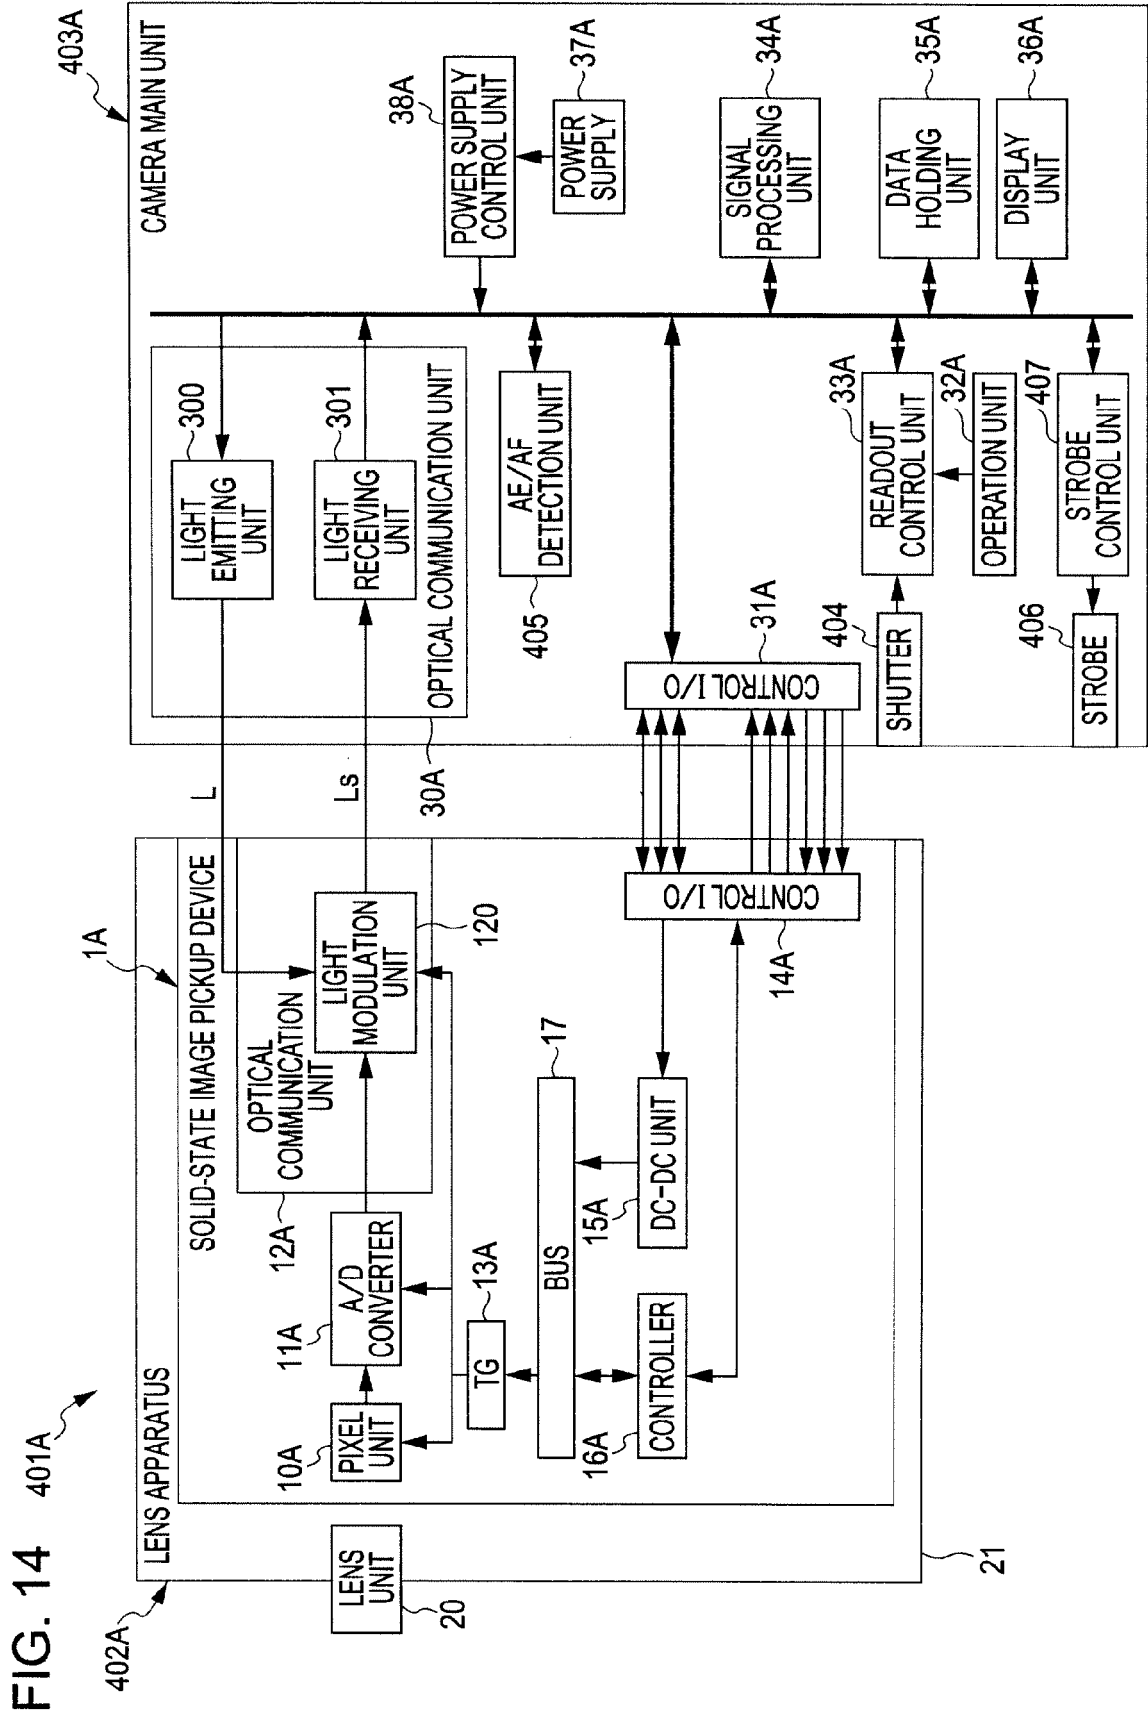 FIG. 14
401A
402A
LENS APPARATUS
1A
SOLID-STATE IMAGE PICKUP DEVICE
LENS
UNIT
20
21
10A
PIXEL
UNIT
11A
A/D
CONVERTER
12A
OPTICAL
COMMUNICATION
UNIT
LIGHT
MODULATION
UNIT
120
TG
13A
BUS
17
16A
CONTROLLER
15A
DC-DC UNIT
CONTROL I/O
14A
L
Ls
403A
CAMERA MAIN UNIT
30A
OPTICAL COMMUNICATION UNIT
LIGHT
EMITTING
UNIT
300
LIGHT
RECEIVING
UNIT
301
38A
POWER SUPPLY
CONTROL UNIT
37A
POWER
SUPPLY
405
AE/AF
DETECTION UNIT
CONTROL I/O
31A
34A
SIGNAL
PROCESSING
UNIT
35A
DATA
HOLDING
UNIT
36A
DISPLAY
UNIT
404
SHUTTER
33A
READOUT
CONTROL UNIT
32A
OPERATION UNIT
406
STROBE
407
STROBE
CONTROL UNIT